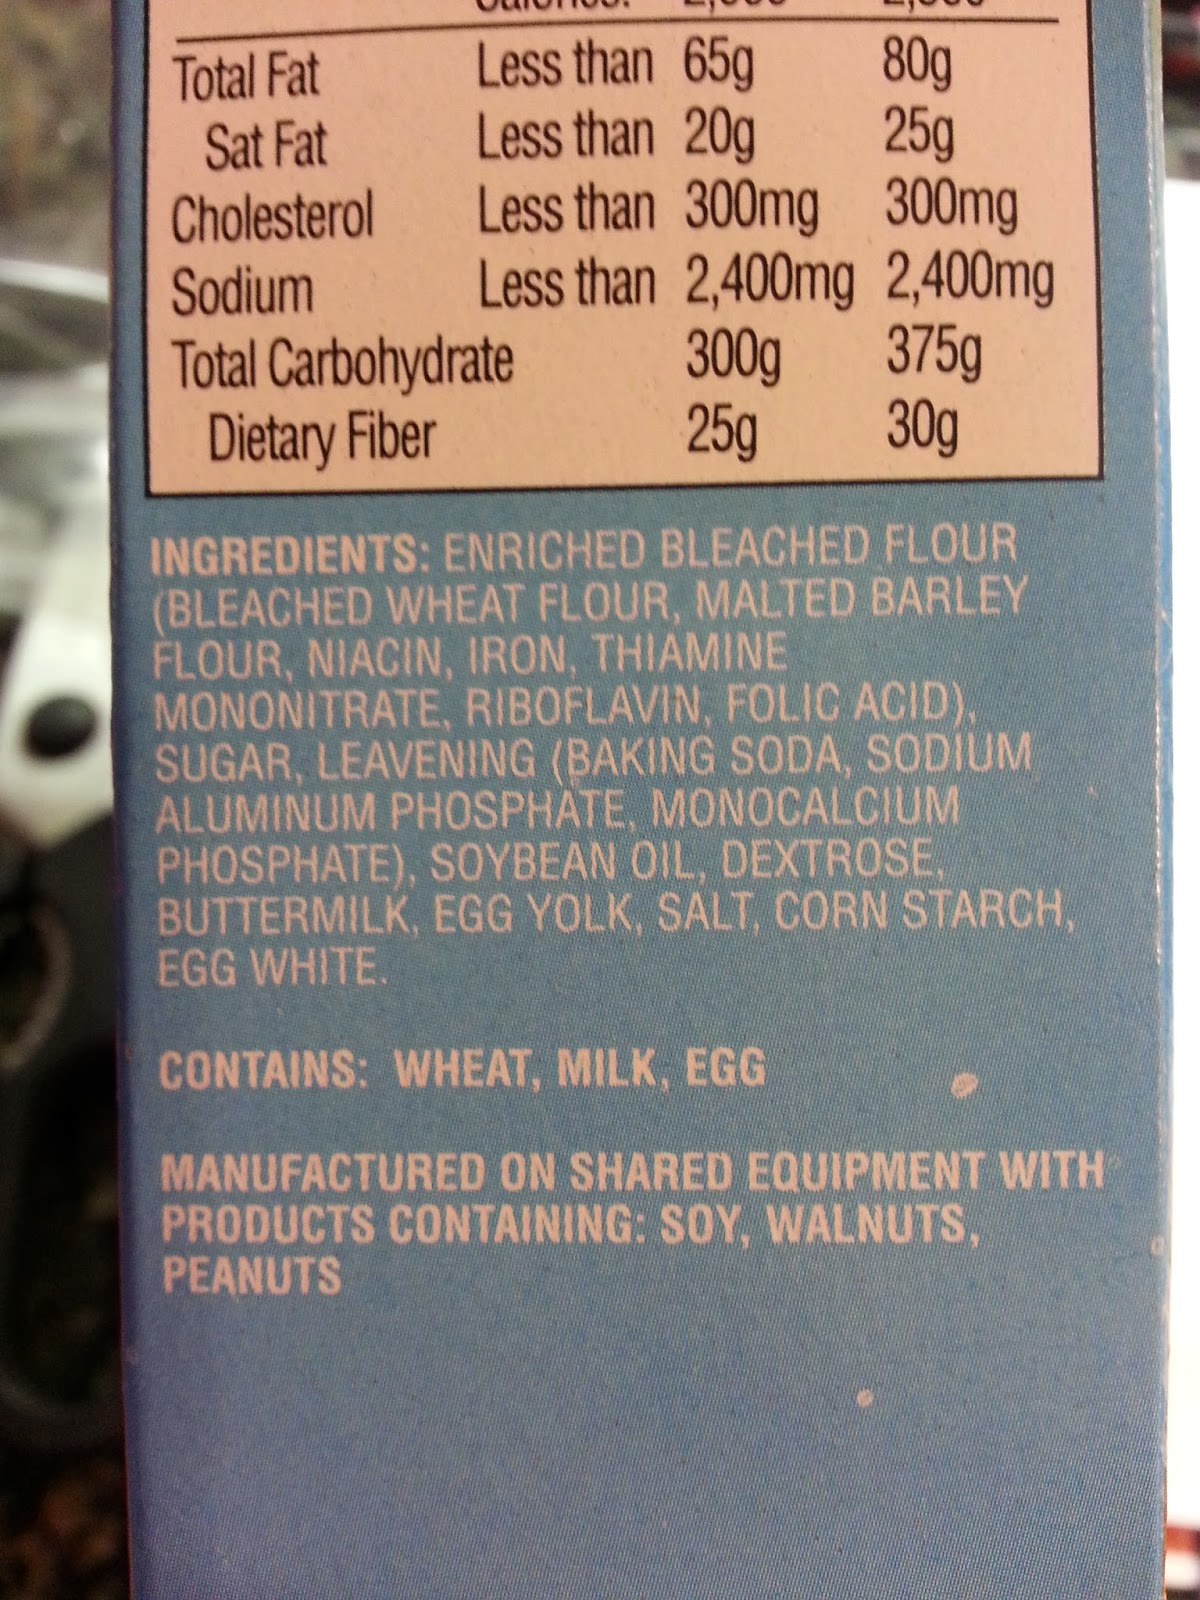 Total Fat Less than 65g 80g
Sat Fat Less than 20g 25g
Cholesterol Less than 300mg 300mg
Sodium Less than 2,400mg 2,400mg
Total Carbohydrate 300g 375g
Dietary Fiber 25g 30g
INGREDIENTS: ENRICHED BLEACHED FLOUR
(BLEACHED WHEAT FLOUR, MALTED BARLEY
FLOUR, NIACIN, IRON, THIAMINE
MONONITRATE, RIBOFLAVIN, FOLIC ACID),
SUGAR, LEAVENING (BAKING SODA, SODIUM
ALUMINUM PHOSPHATE, MONOCALCIUM
PHOSPHATE), SOYBEAN OIL, DEXTROSE,
BUTTERMILK, EGG YOLK, SALT, CORN STARCH,
EGG WHITE.
CONTAINS: WHEAT, MILK, EGG
MANUFACTURED ON SHARED EQUIPMENT WITH
PRODUCTS CONTAINING: SOY, WALNUTS,
PEANUTS